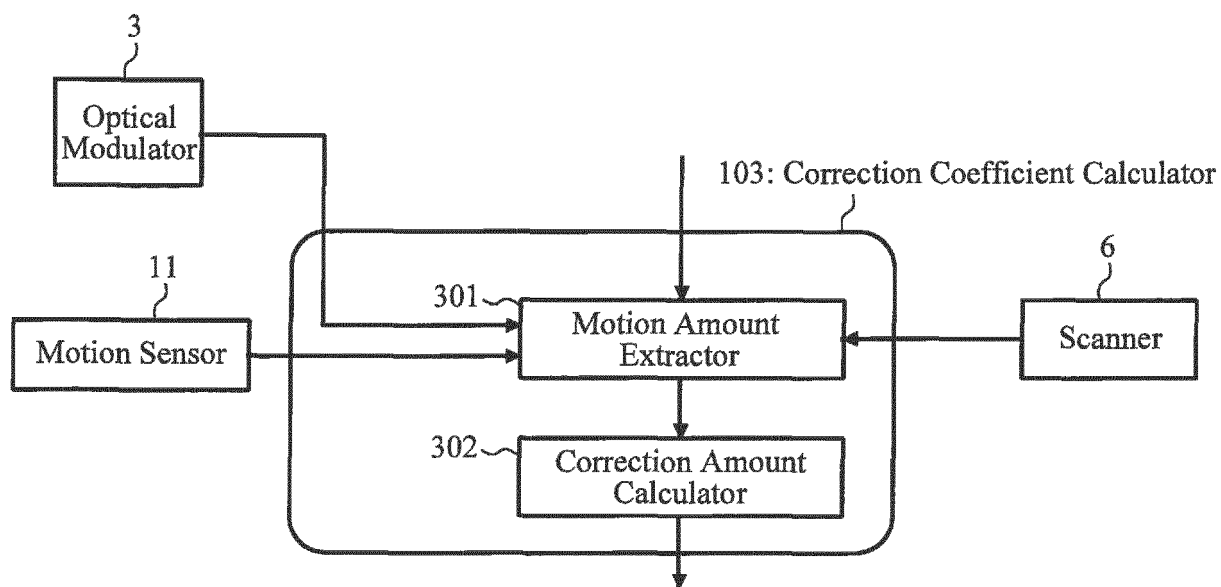 3
Optical
Modulator
103: Correction Coefficient Calculator
11
6
301
Motion Amount
Extractor
Motion Sensor
Scanner
302
Correction Amount
Calculator